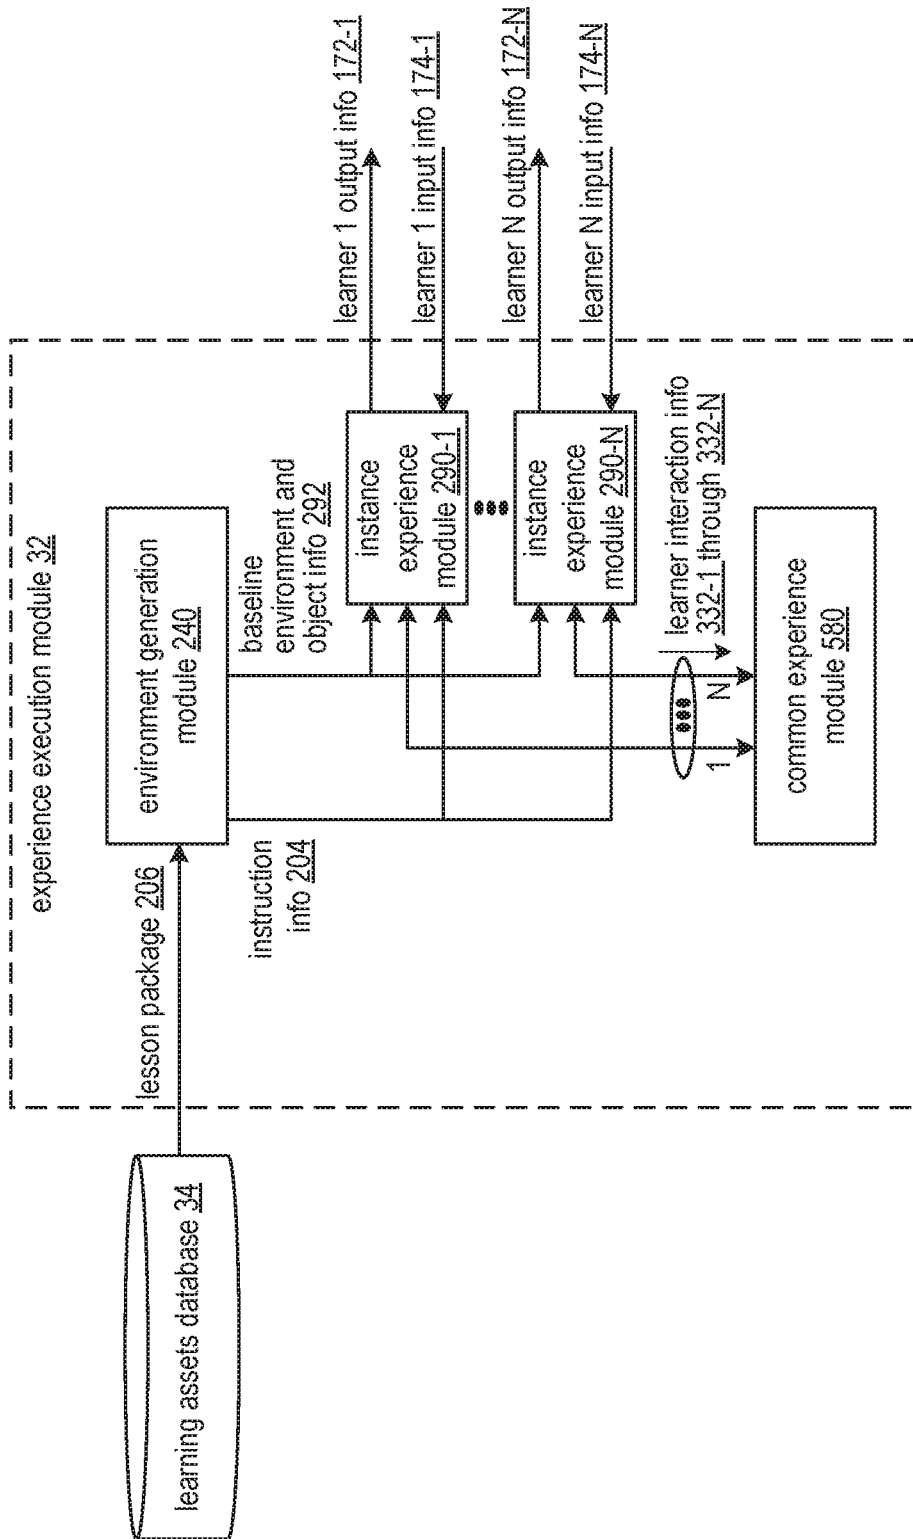 experience execution module 32
learning assets database 34
lesson package 206
environment generation
module 240
instruction
info 204
baseline
environment and
object info 292
instance
experience
module 290-1
instance
experience
module 290-N
learner 1 output info 172-1
learner 1 input info 174-1
learner N output info 172-N
learner N input info 174-N
learner interaction info
332-1 through 332-N
1
N
common experience
module 580